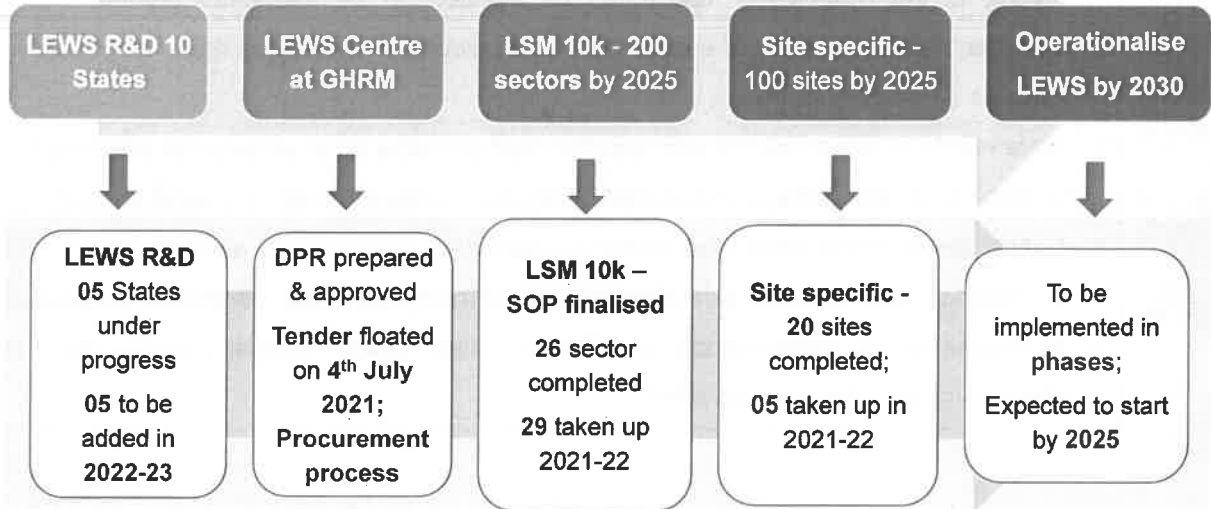 LEWS R&D 10
States
LEWS Centre
at GHRM
LSM 10k - 200
sectors by 2025
Site specific -
100 sites by 2025
Operationalise
LEWS by 2030
LEWS R&D
05 States
under
progress
05 to be
added in
2022-23
DPR prepared
& approved
Tender floated
on 4th July
2021;
Procurement
process
LSM 10k –
SOP finalised
26 sector
completed
29 taken up
2021-22
Site specific -
20 sites
completed;
05 taken up in
2021-22
To be
implemented in
phases;
Expected to start
by 2025